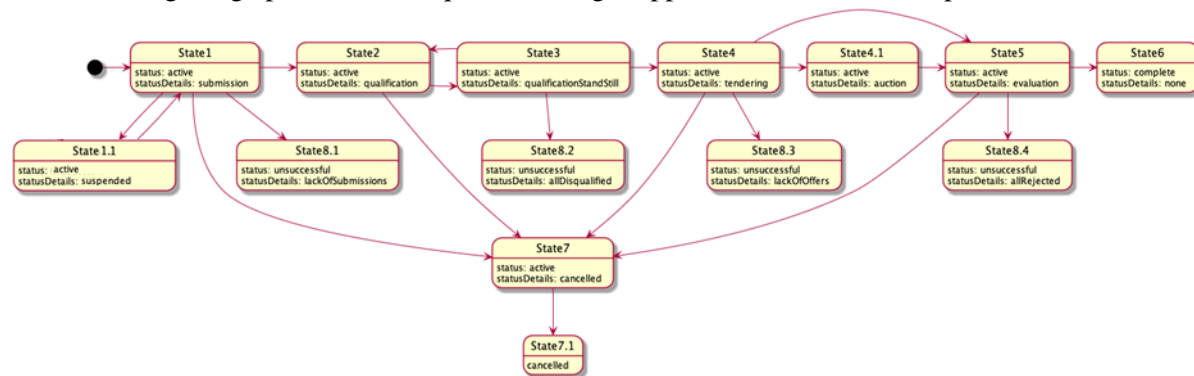 State1
status: active
statusDetails: submission
State2
status: active
statusDetails: qualification
State3
status: active
statusDetails: qualificationStandStill
State4
status: active
statusDetails: tendering
State4.1
status: active
statusDetails: auction
State5
status: active
statusDetails: evaluation
State6
status: complete
statusDetails: none
State1.1
status: active
statusDetails: suspended
State8.1
status: unsuccessful
statusDetails: lackOfSubmissions
State8.2
status: unsuccessful
statusDetails: allDisqualified
State8.3
status: unsuccessful
statusDetails: lackOfOffers
State8.4
status: unsuccessful
statusDetails: allRejected
State7
status: active
statusDetails: cancelled
State7.1
cancelled